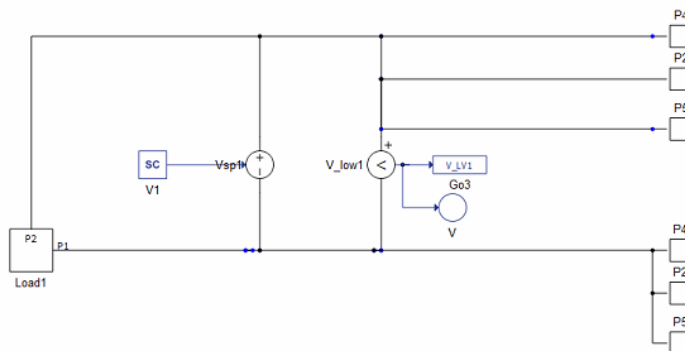 P4
P2
P5
SC
V1
Vsp1
+
−
V_low1
+
<
V_LV1
Go3
V
P2
P1
Load1
P4
P2
P5